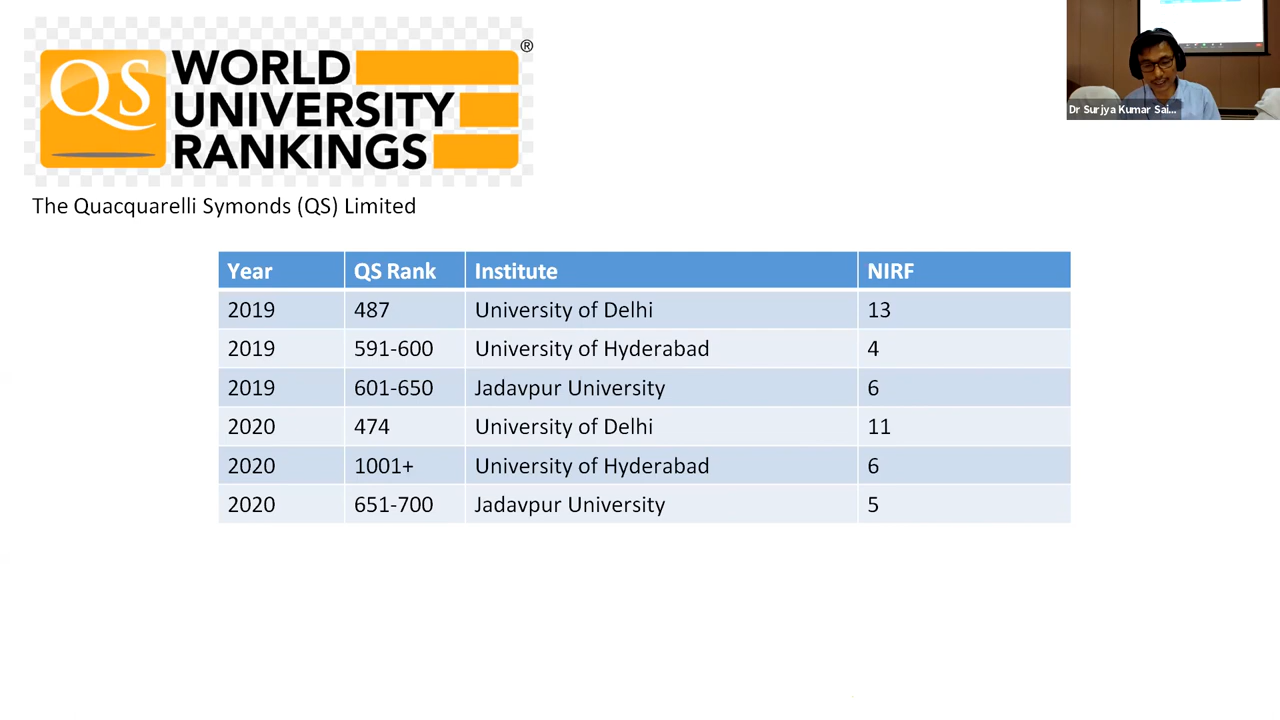 QS WORLD
UNIVERSITY
RANKINGS
®
Dr Surjya Kumar Sai...
The Quacquarelli Symonds (QS) Limited
Year QS Rank Institute NIRF
2019 487 University of Delhi 13
2019 591-600 University of Hyderabad 4
2019 601-650 Jadavpur University 6
2020 474 University of Delhi 11
2020 1001+ University of Hyderabad 6
2020 651-700 Jadavpur University 5